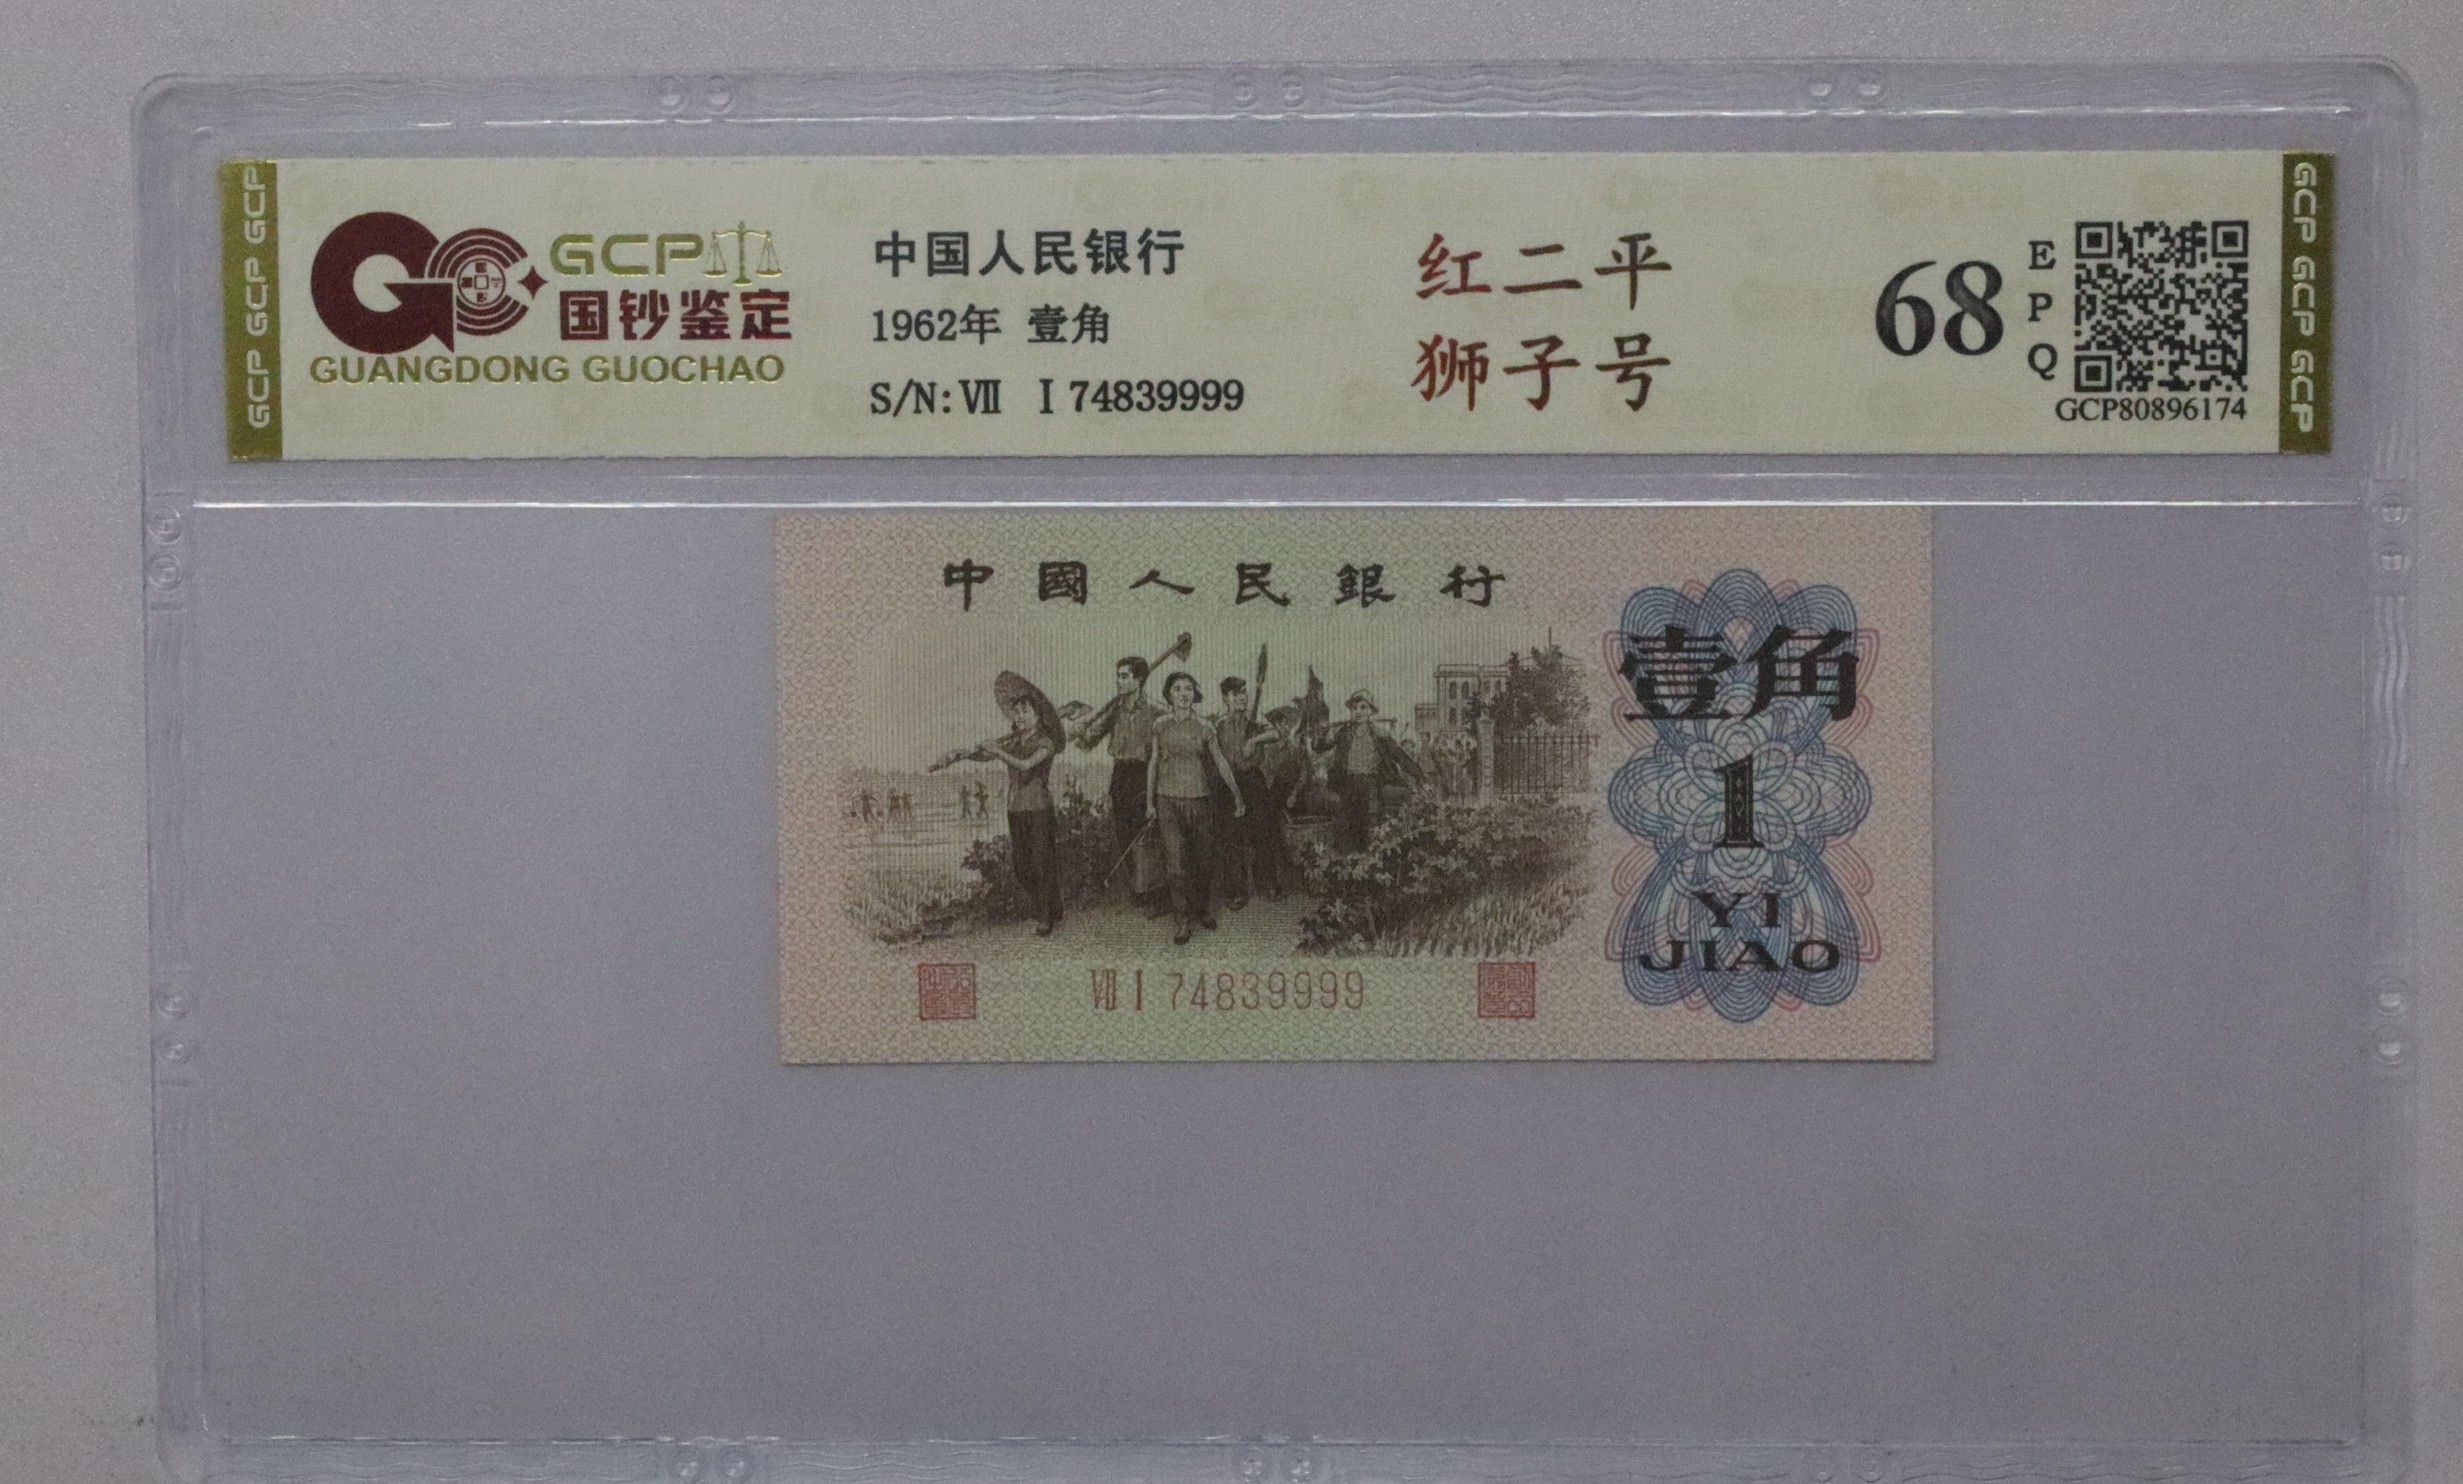 GCP GCP GCP
GCP
国钞鉴定
GUANGDONG GUOCHAO
中国人民银行
1962年 壹角
S/N: Ⅶ Ⅰ 74839999
红二平
狮子号
68
EPQ
GCP80896174
GCP GCP GCP
中國人民銀行
壹角
1
YI
JIAO
Ⅶ Ⅰ 74839999